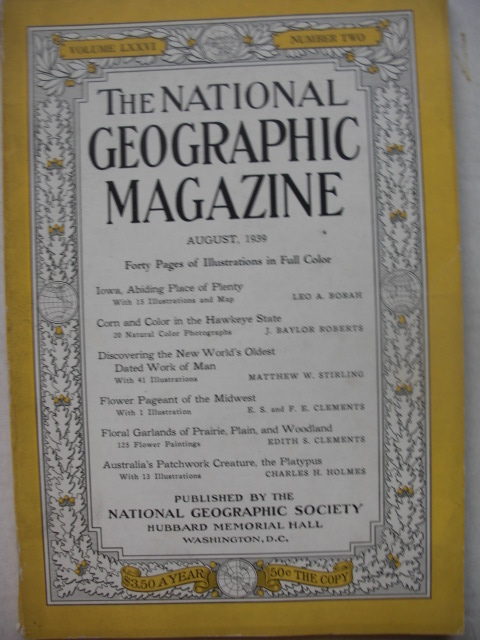 VOLUME LXXVI
NUMBER TWO
THE NATIONAL
GEOGRAPHIC
MAGAZINE
AUGUST, 1939
Forty Pages of Illustrations in Full Color
Iowa, Abiding Place of Plenty
With 15 Illustrations and Map LEO A. BORAH
Corn and Color in the Hawkeye State
20 Natural Color Photographs J. BAYLOR ROBERTS
Discovering the New World's Oldest
Dated Work of Man
With 41 Illustrations MATTHEW W. STIRLING
Flower Pageant of the Midwest
With 1 Illustration E. S. and F. E. CLEMENTS
Floral Garlands of Prairie, Plain, and Woodland
125 Flower Paintings EDITH S. CLEMENTS
Australia's Patchwork Creature, the Platypus
With 13 Illustrations CHARLES H. HOLMES
PUBLISHED BY THE
NATIONAL GEOGRAPHIC SOCIETY
HUBBARD MEMORIAL HALL
WASHINGTON, D.C.
$3.50 A YEAR
50¢ THE COPY